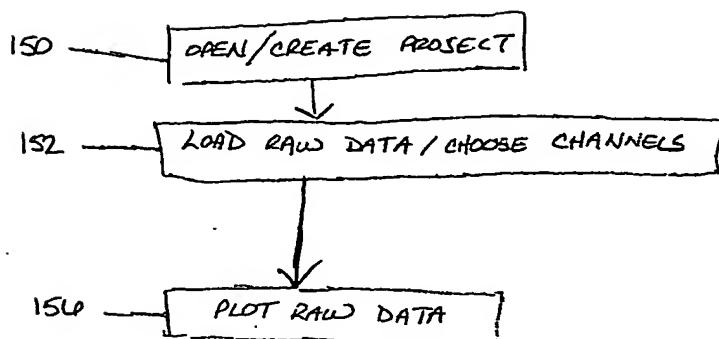 150 OPEN/CREATE PROJECT
152 LOAD RAW DATA / CHOOSE CHANNELS
156 PLOT RAW DATA